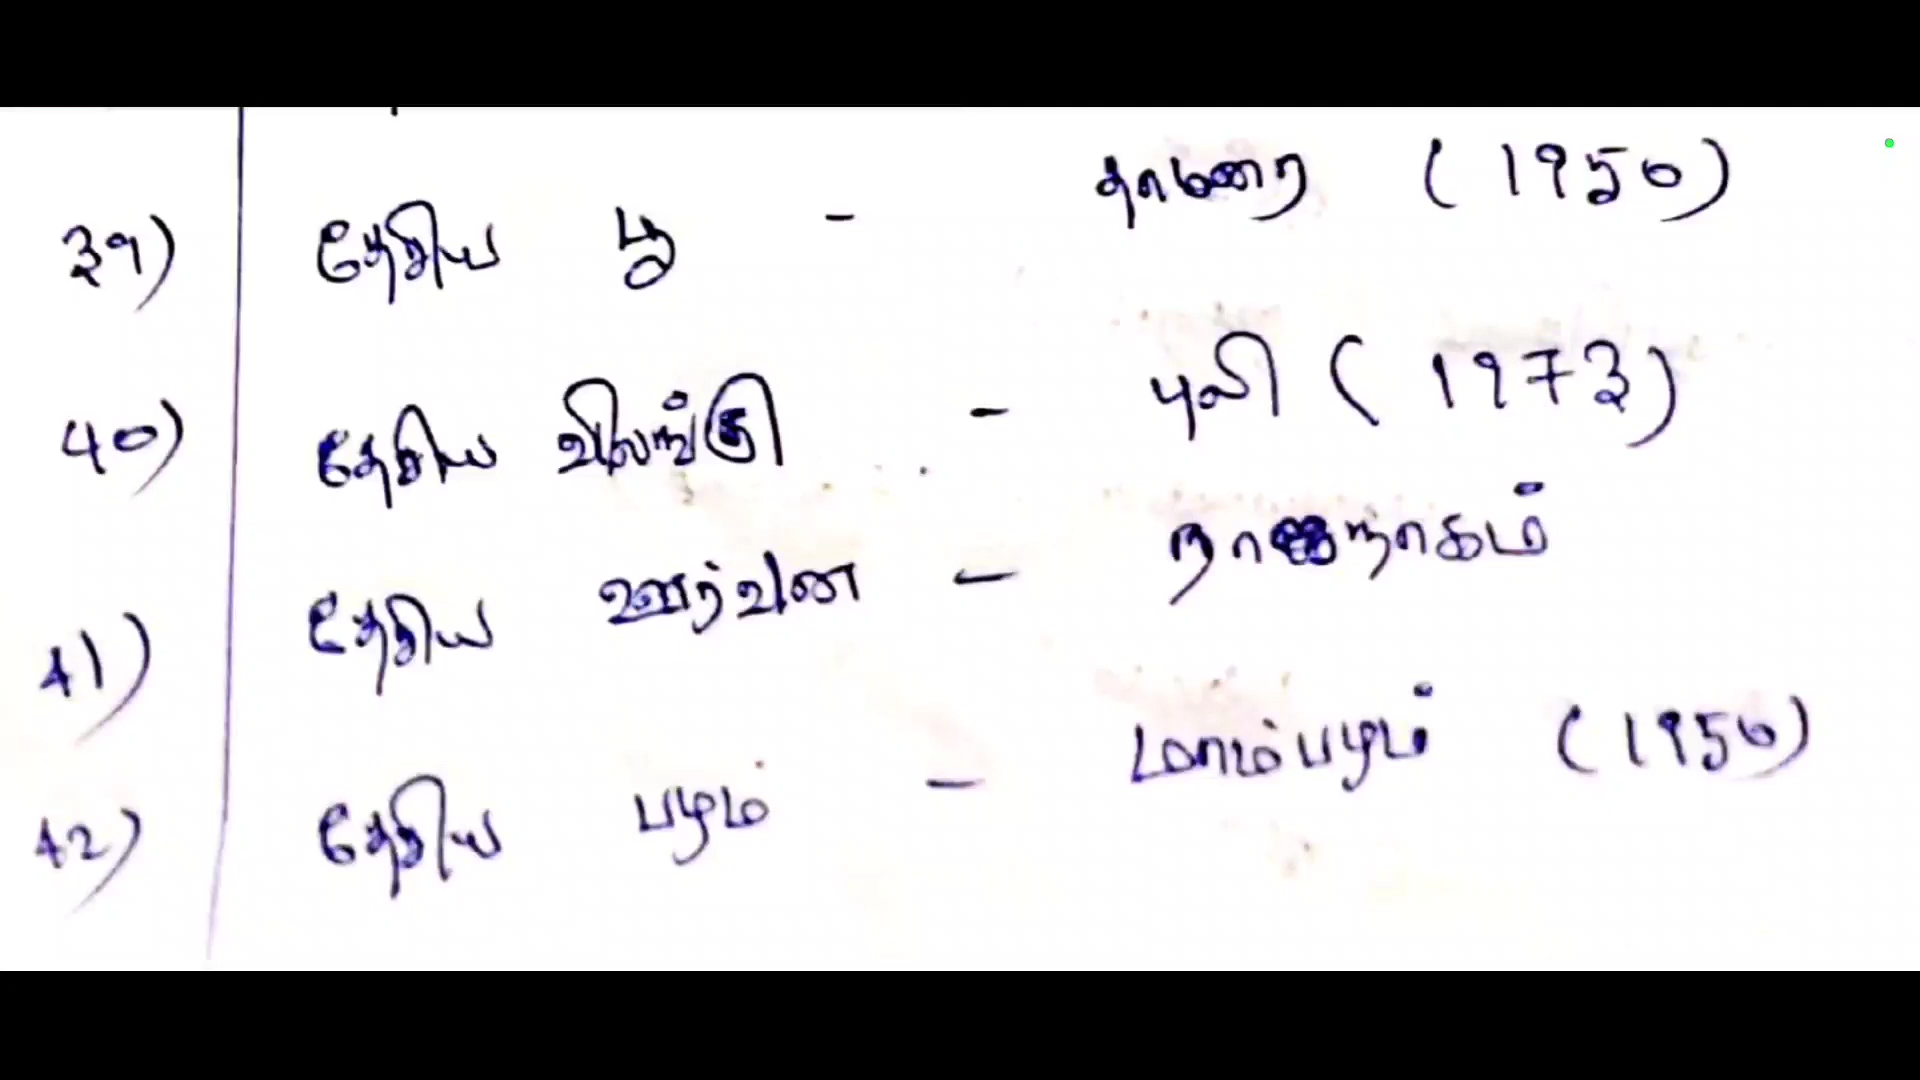 39) தேசிய பூ - தாமரை (1950)
40) தேசிய விலங்கு - புலி (1973)
41) தேசிய ஊர்வன - ராஜநாகம்
42) தேசிய பழம் - மாம்பழம் (1950)